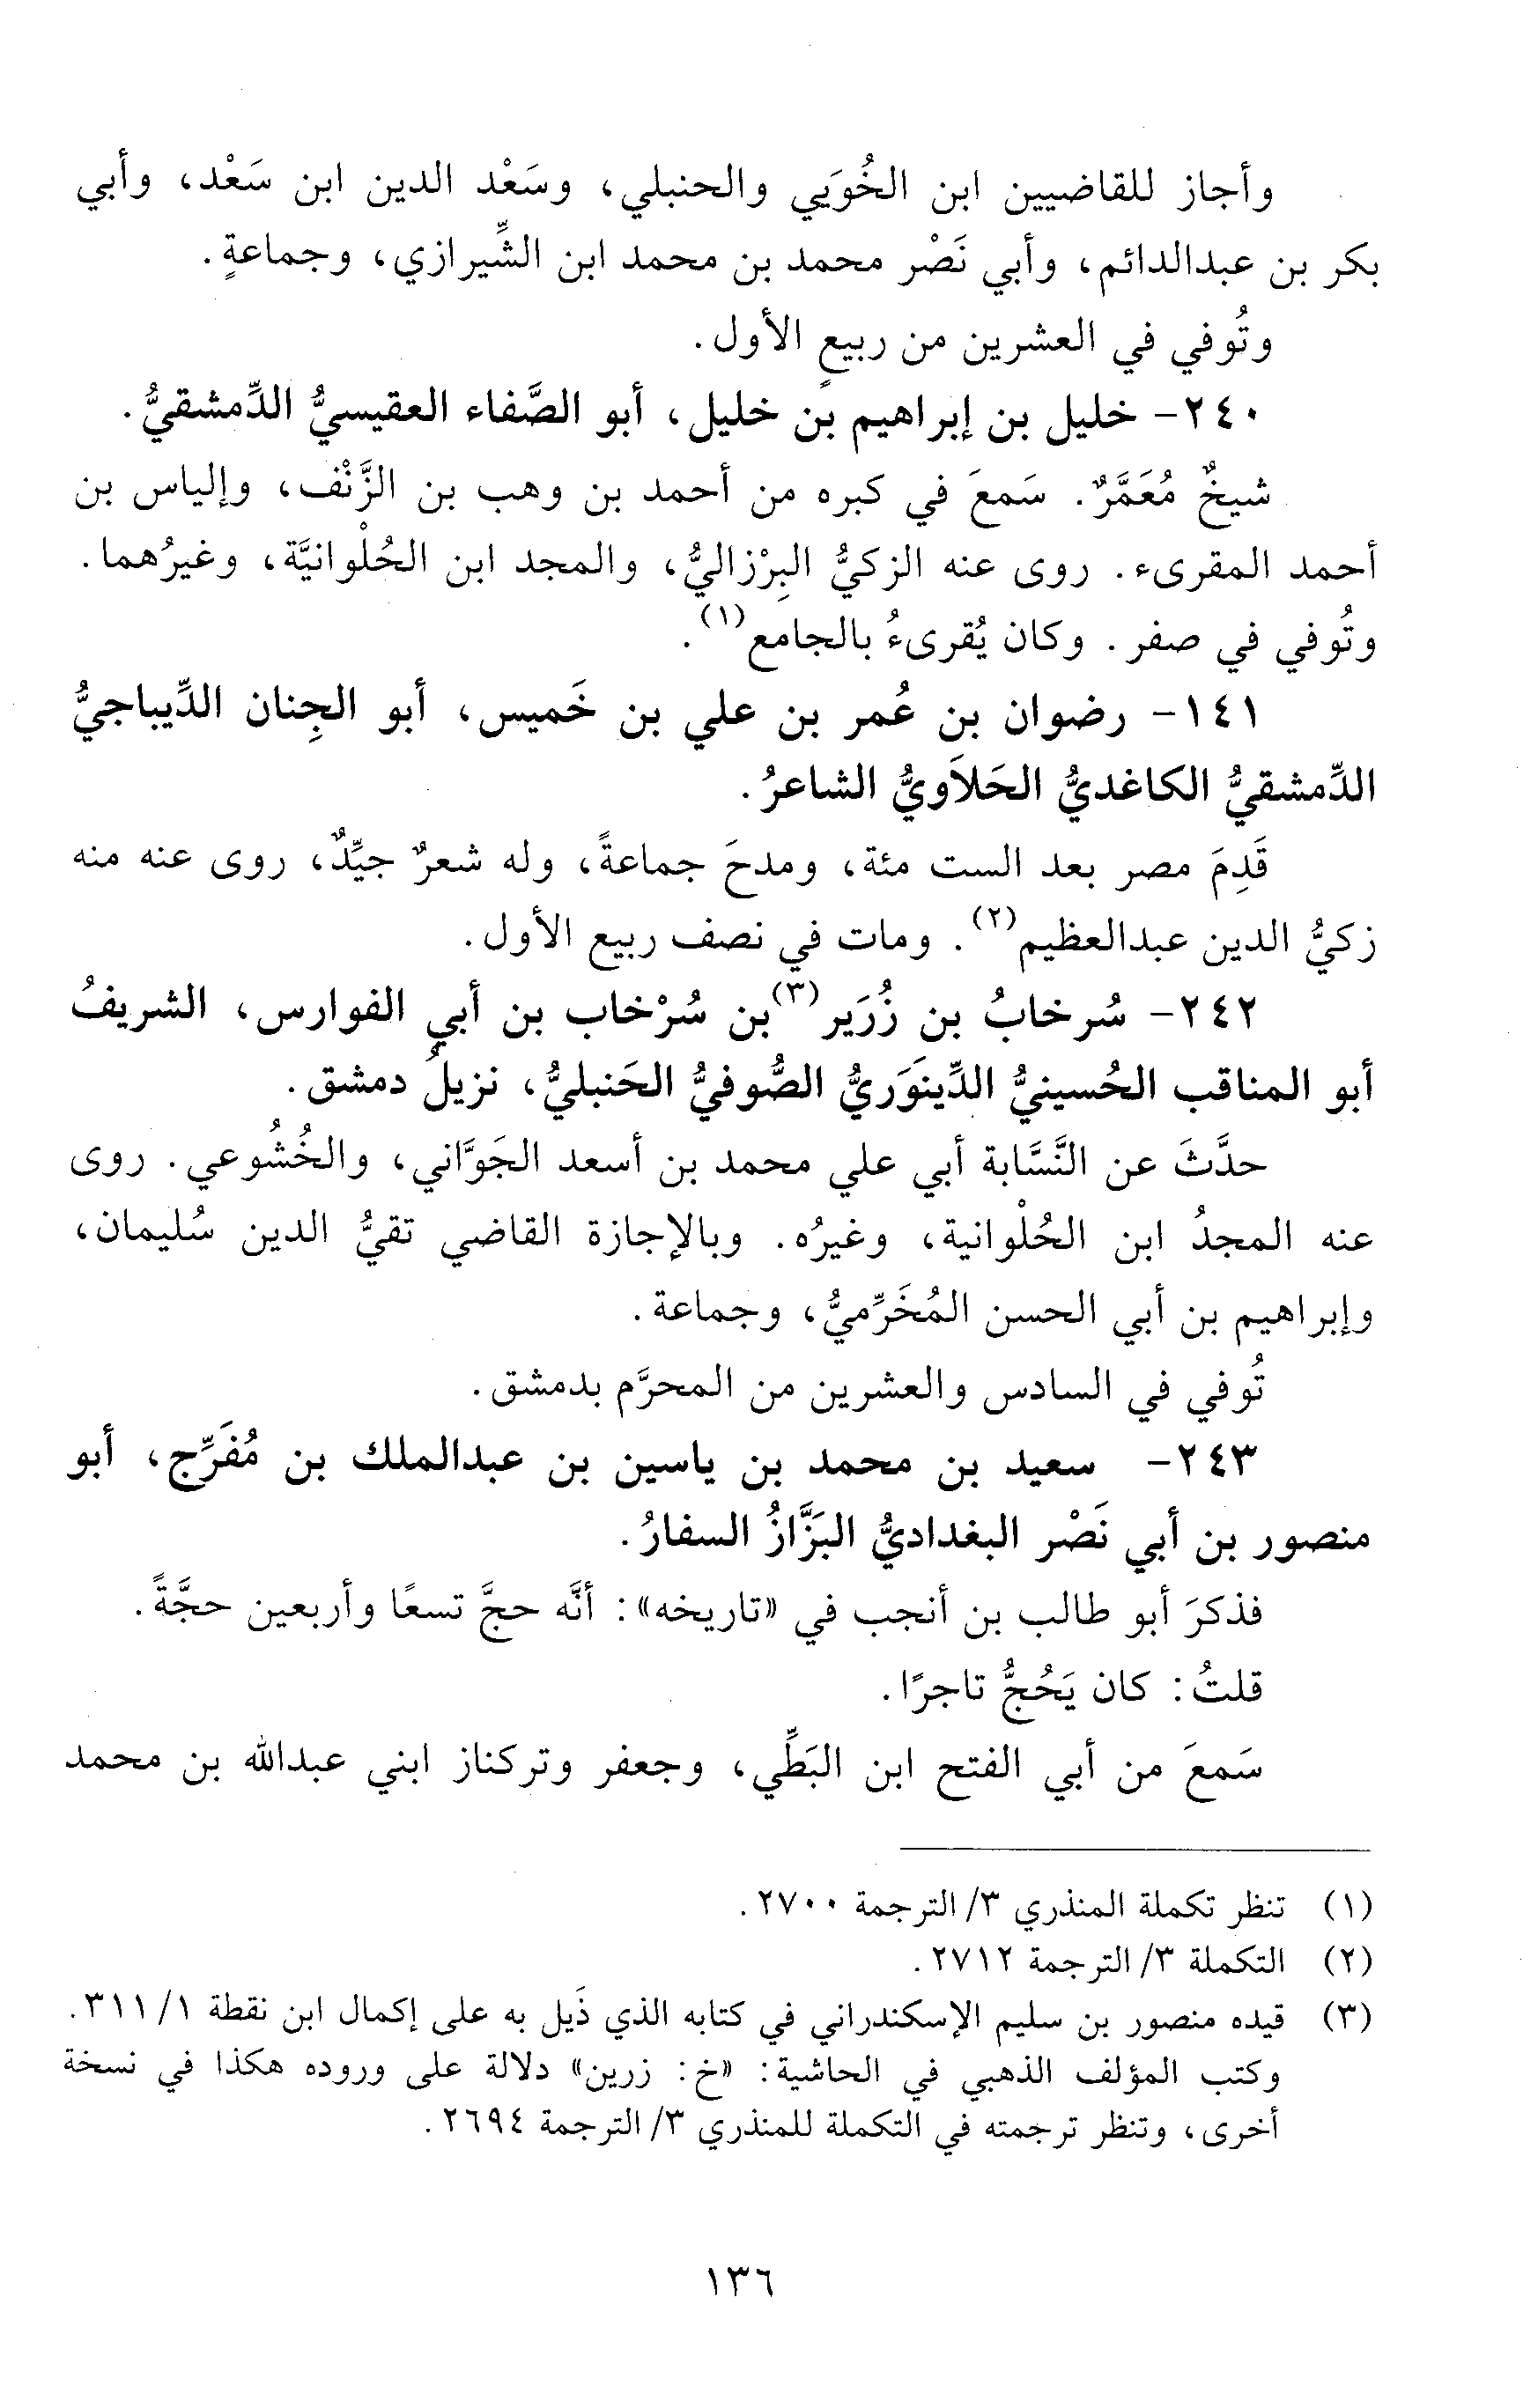 وأجاز للقاضيين ابن الخُوَيي والحنبلي، وسَعْد الدين ابن سَعْد، وأبي
بكر بن عبدالدائم، وأبي نَصْر محمد بن محمد ابن الشِّيرازي، وجماعةٍ.
وتُوفي في العشرين من ربيعٍ الأول.
٢٤٠- خليل بن إبراهيم بن خليل، أبو الصَّفاء العقيسيُّ الدِّمشقيُّ.
شيخٌ مُعَمَّرٌ. سَمعَ في كبره من أحمد بن وهب بن الزَّنْف، وإلياس بن
أحمد المقرىء. روى عنه الزكيُّ البِرْزاليُّ، والمجد ابن الحُلْوانيَّة، وغيرُهما.
وتُوفي في صفر. وكان يُقرىءُ بالجامع(١).
١٤١- رضوان بن عُمر بن علي بن خَميس، أبو الجِنان الدِّيباجيُّ
الدِّمشقيُّ الكاغديُّ الحَلاَويُّ الشاعرُ.
قَدِمَ مصر بعد الست مئة، ومدحَ جماعةً، وله شعرٌ جيِّدٌ، روى عنه منه
زكيُّ الدين عبدالعظيم(٢). ومات في نصف ربيع الأول.
٢٤٢- سُرخابُ بن زُرَير(٣)بن سُرْخاب بن أبي الفوارس، الشريفُ
أبو المناقب الحُسينيُّ الدِّينَوَريُّ الصُّوفيُّ الحَنبليُّ، نزيلُ دمشق.
حدَّثَ عن النَّسَّابة أبي علي محمد بن أسعد الجَوَّاني، والخُشُوعي. روى
عنه المجدُ ابن الحُلْوانية، وغيرُه. وبالإجازة القاضي تقيُّ الدين سُليمان،
وإبراهيم بن أبي الحسن المُخَرِّميُّ، وجماعة.
تُوفي في السادس والعشرين من المحرَّم بدمشق.
٢٤٣- سعيد بن محمد بن ياسين بن عبدالملك بن مُفَرِّج، أبو
منصور بن أبي نَصْر البغداديُّ البَزَّازُ السفارُ.
فذكرَ أبو طالب بن أنجب في «تاريخه»: أنَّه حجَّ تسعًا وأربعين حجَّةً.
قلتُ: كان يَحُجُّ تاجرًا.
سَمعَ من أبي الفتح ابن البَطِّي، وجعفر وتركناز ابني عبدالله بن محمد
(١) تنظر تكملة المنذري ٣/ الترجمة ٢٧٠٠.
(٢) التكملة ٣/ الترجمة ٢٧١٢.
(٣) قيده منصور بن سليم الإسكندراني في كتابه الذي ذَيل به على إكمال ابن نقطة ١/ ٣١١.
وكتب المؤلف الذهبي في الحاشية: «خ: زرين» دلالة على وروده هكذا في نسخة
أخرى، وتنظر ترجمته في التكملة للمنذري ٣/ الترجمة ٢٦٩٤.
١٣٦